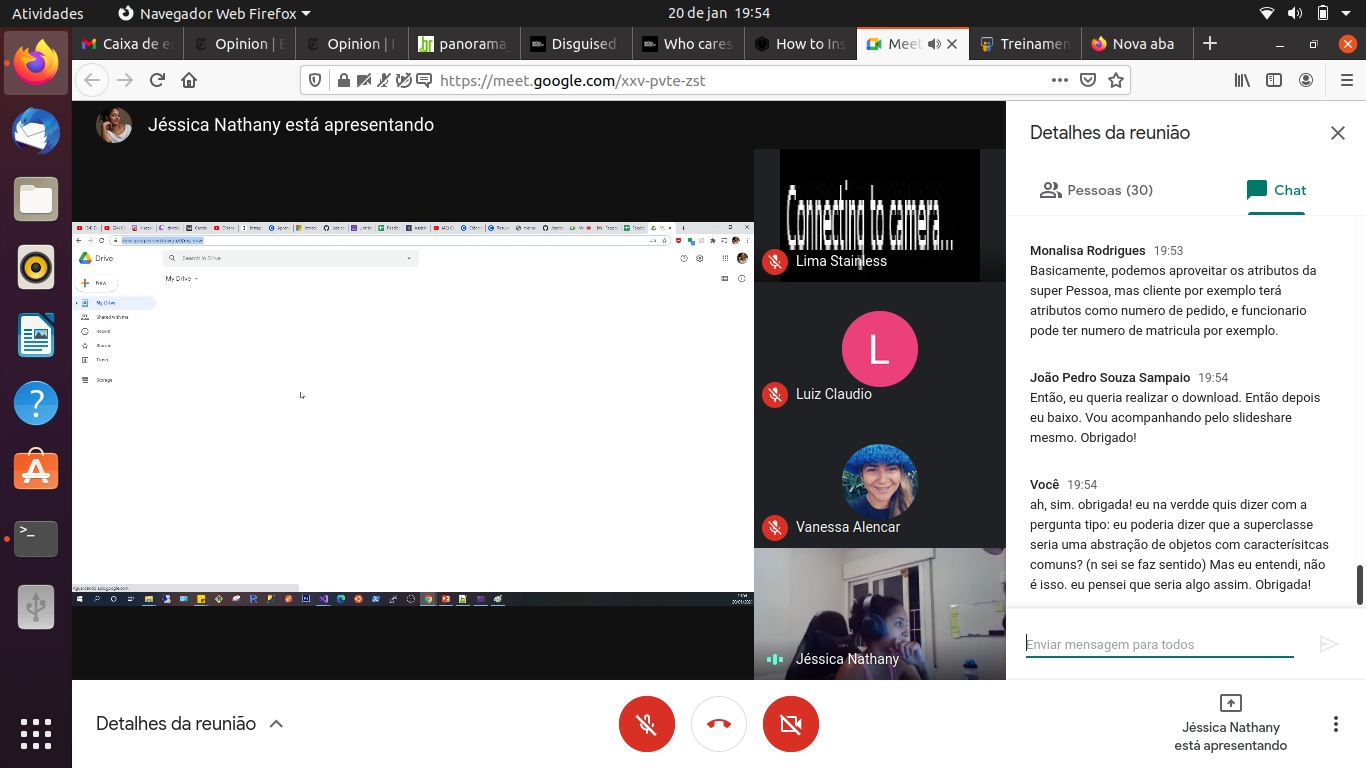 Atividades
Navegador Web Firefox
20 de jan 19:54
Caixa de e
Opinion | E
Opinion |
panorama_
Disguised
Who cares
How to Ins
Meet
Treinamen
Nova aba
https://meet.google.com/xxv-pvte-zst
Jéssica Nathany está apresentando
Drive
Search in Drive
New
My Drive
My Drive
Shared with me
Recent
Starred
Trash
Storage
Connecting to camera...
Lima Stainless
L
Luiz Claudio
Vanessa Alencar
Jéssica Nathany
Detalhes da reunião
Pessoas (30)
Chat
Monalisa Rodrigues 19:53
Basicamente, podemos aproveitar os atributos da
super Pessoa, mas cliente por exemplo terá
atributos como numero de pedido, e funcionario
pode ter numero de matricula por exemplo.
João Pedro Souza Sampaio 19:54
Então, eu queria realizar o download. Então depois
eu baixo. Vou acompanhando pelo slideshare
mesmo. Obrigado!
Você 19:54
ah, sim. obrigada! eu na verdde quis dizer com a
pergunta tipo: eu poderia dizer que a superclasse
seria uma abstração de objetos com caracterísitcas
comuns? (n sei se faz sentido) Mas eu entendi, não
é isso. eu pensei que seria algo assim. Obrigada!
Enviar mensagem para todos
Detalhes da reunião
Jéssica Nathany
está apresentando